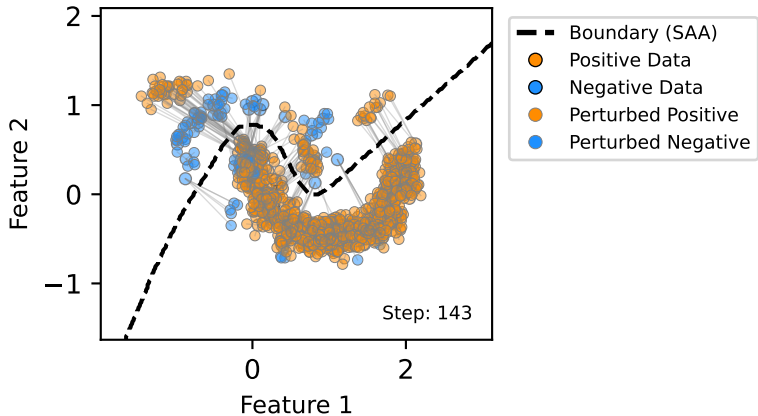 2
1
0
−1
Feature 2
0
2
Feature 1
Step: 143
Boundary (SAA)
Positive Data
Negative Data
Perturbed Positive
Perturbed Negative